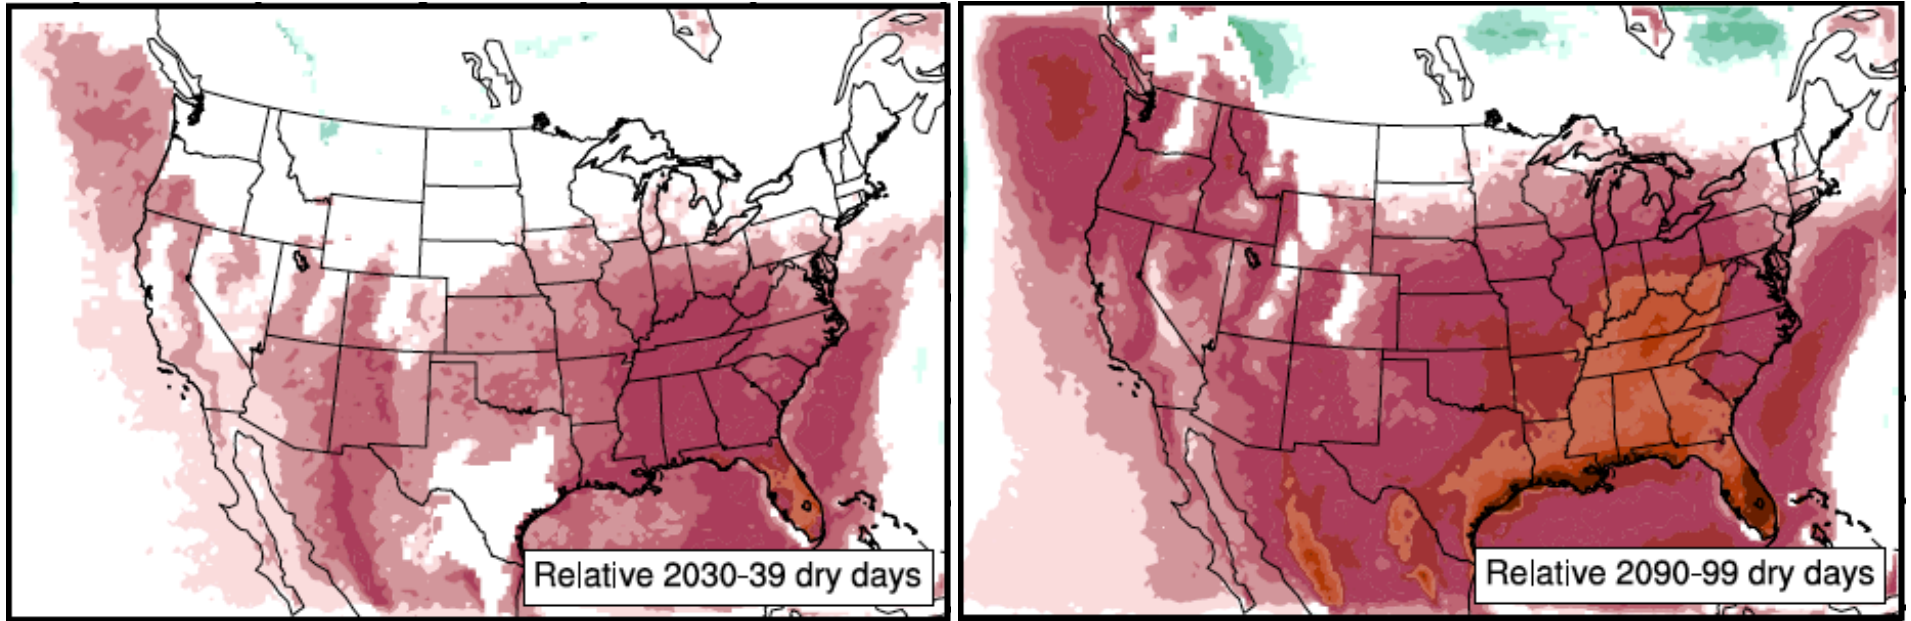 Relative 2030-39 dry days
Relative 2090-99 dry days